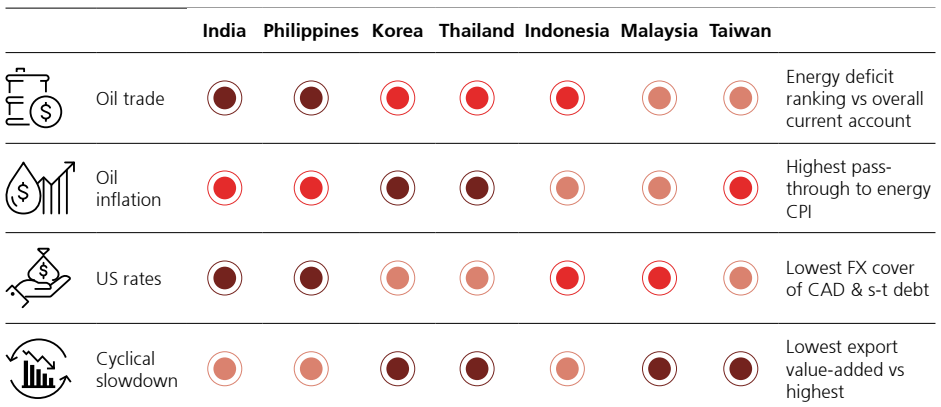 India Philippines Korea Thailand Indonesia Malaysia Taiwan
$
Oil trade
Energy deficit
ranking vs overall
current account
$
Oil
inflation
Highest pass-
through to energy
CPI
$
US rates
Lowest FX cover
of CAD & s-t debt
Cyclical
slowdown
Lowest export
value-added vs
highest